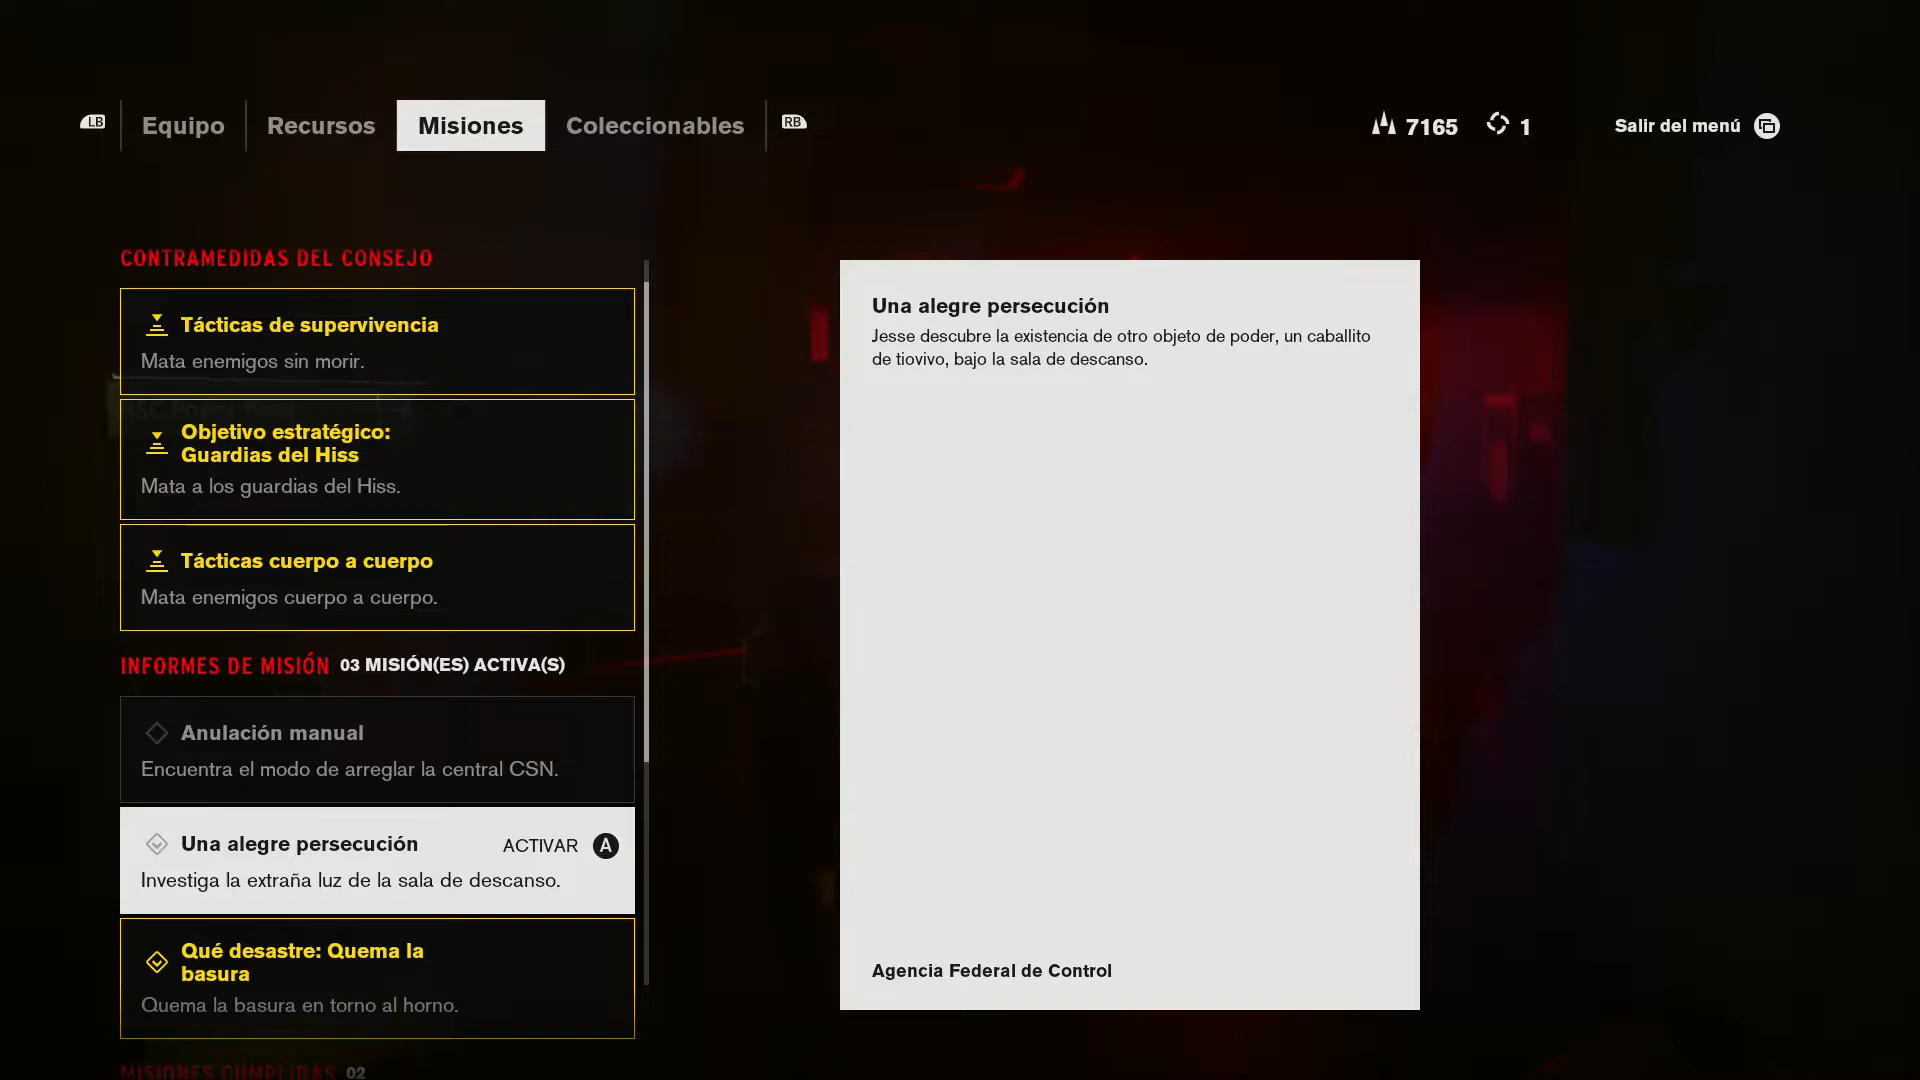 LB
Equipo
Recursos
Misiones
Coleccionables
RB
7165
1
Salir del menú
CONTRAMEDIDAS DEL CONSEJO
Tácticas de supervivencia
Mata enemigos sin morir.
Objetivo estratégico:
Guardias del Hiss
Mata a los guardias del Hiss.
Tácticas cuerpo a cuerpo
Mata enemigos cuerpo a cuerpo.
INFORMES DE MISIÓN 03 MISIÓN(ES) ACTIVA(S)
Anulación manual
Encuentra el modo de arreglar la central CSN.
Una alegre persecución ACTIVAR A
Investiga la extraña luz de la sala de descanso.
Qué desastre: Quema la
basura
Quema la basura en torno al horno.
MISIONES CUMPLIDAS 02
Una alegre persecución
Jesse descubre la existencia de otro objeto de poder, un caballito
de tiovivo, bajo la sala de descanso.
Agencia Federal de Control